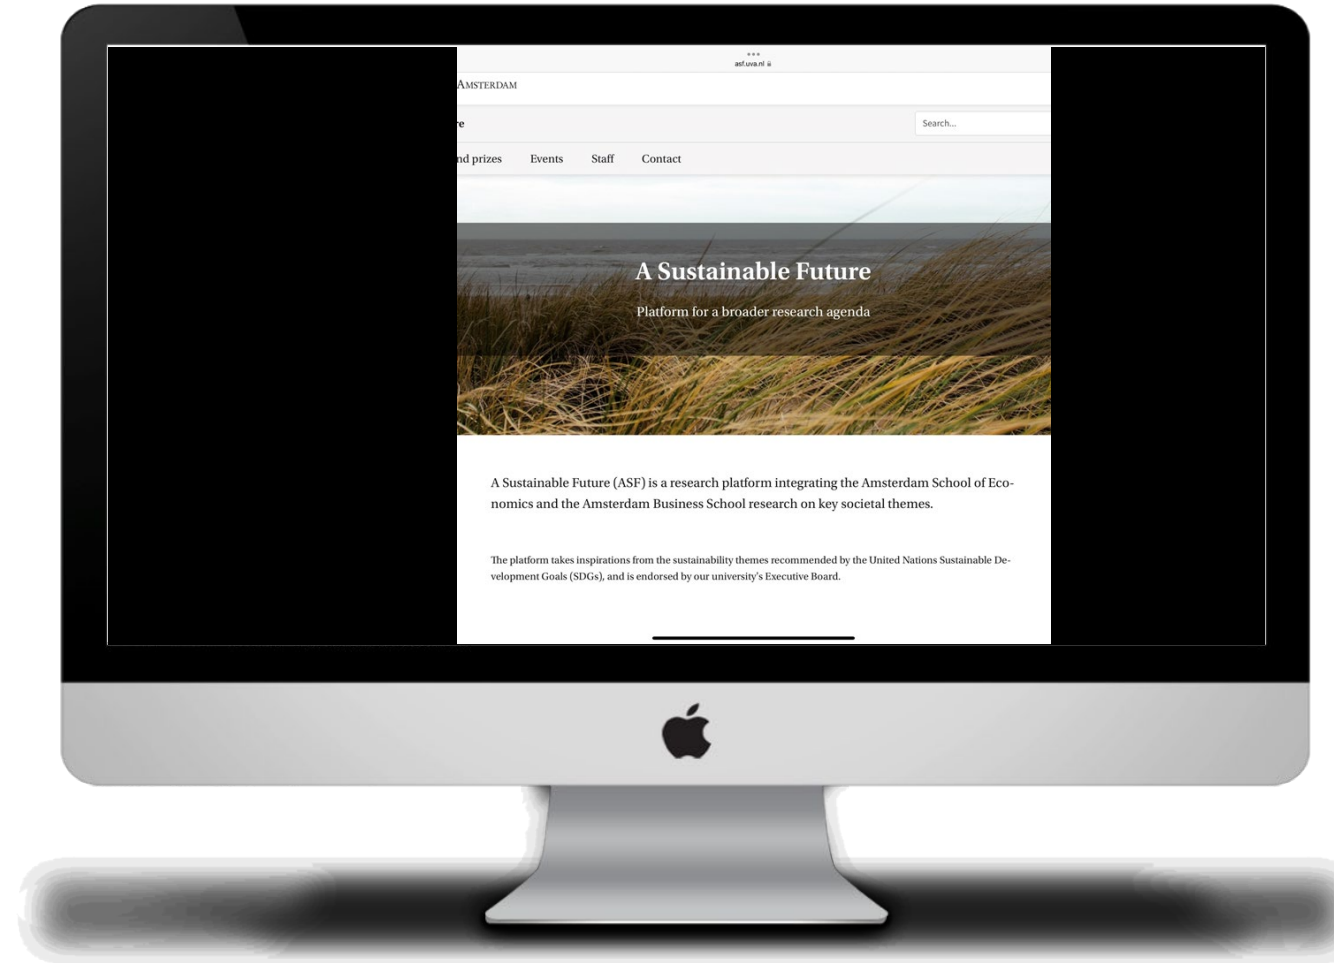 asf.uva.nl
AMSTERDAM
re
Search...
nd prizes Events Staff Contact
A Sustainable Future
Platform for a broader research agenda
A Sustainable Future (ASF) is a research platform integrating the Amsterdam School of Eco-
nomics and the Amsterdam Business School research on key societal themes.
The platform takes inspirations from the sustainability themes recommended by the United Nations Sustainable De-
velopment Goals (SDGs), and is endorsed by our university's Executive Board.